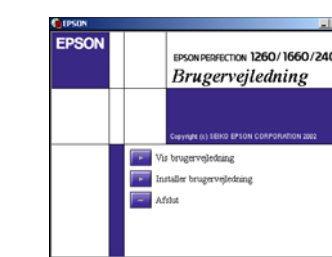 EPSON
EPSON
EPSON PERFECTION 1260/1660/240
Brugervejledning
Copyright (c) SEIKO EPSON CORPORATION 2002
Vis brugervejledning
Installer brugervejledning
Afslut